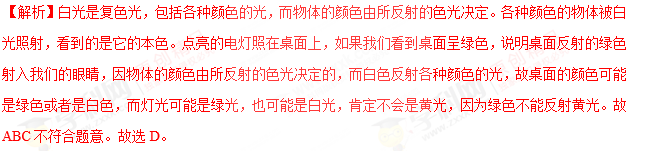 【解析】白光是复色光，包括各种颜色的光，而物体的颜色由所反射的色光决定。各种颜色的物体被白
光照射，看到的是它的本色。点亮的电灯照在桌面上，如果我们看到桌面呈绿色，说明桌面反射的绿色
射入我们的眼睛，因物体的颜色由所反射的色光决定的，而白色反射各种颜色的光，故桌面的颜色可能
是绿色或者是白色，而灯光可能是绿光，也可能是白光，肯定不会是黄光，因为绿色不能反射黄光。故
ABC 不符合题意。故选 D。